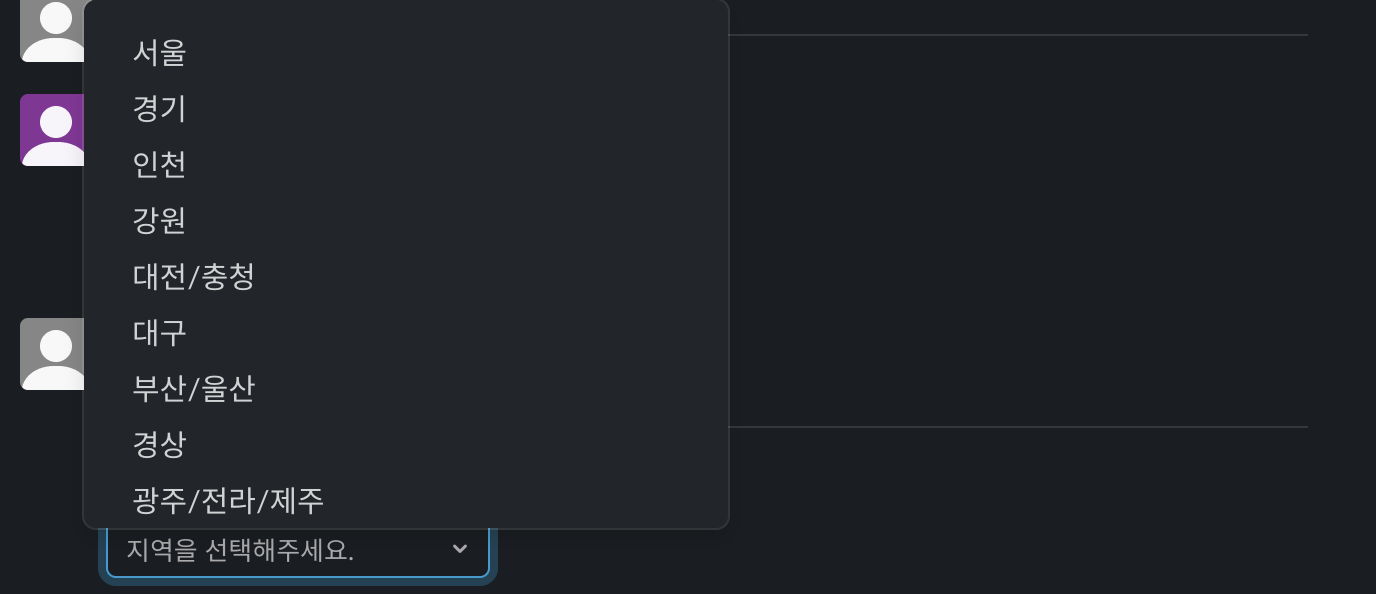 서울
경기
인천
강원
대전/충청
대구
부산/울산
경상
광주/전라/제주
지역을 선택해주세요.